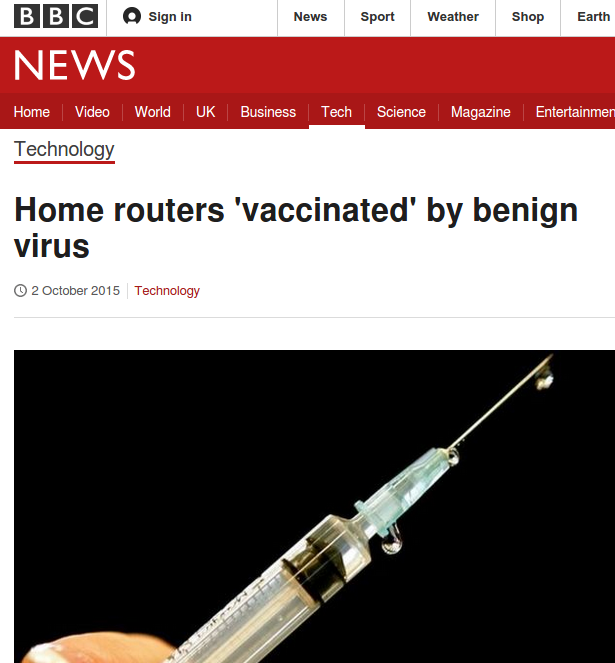 BBC Sign in News Sport Weather Shop Earth
NEWS
Home Video World UK Business Tech Science Magazine Entertainmen
Technology
Home routers 'vaccinated' by benign
virus
2 October 2015 Technology